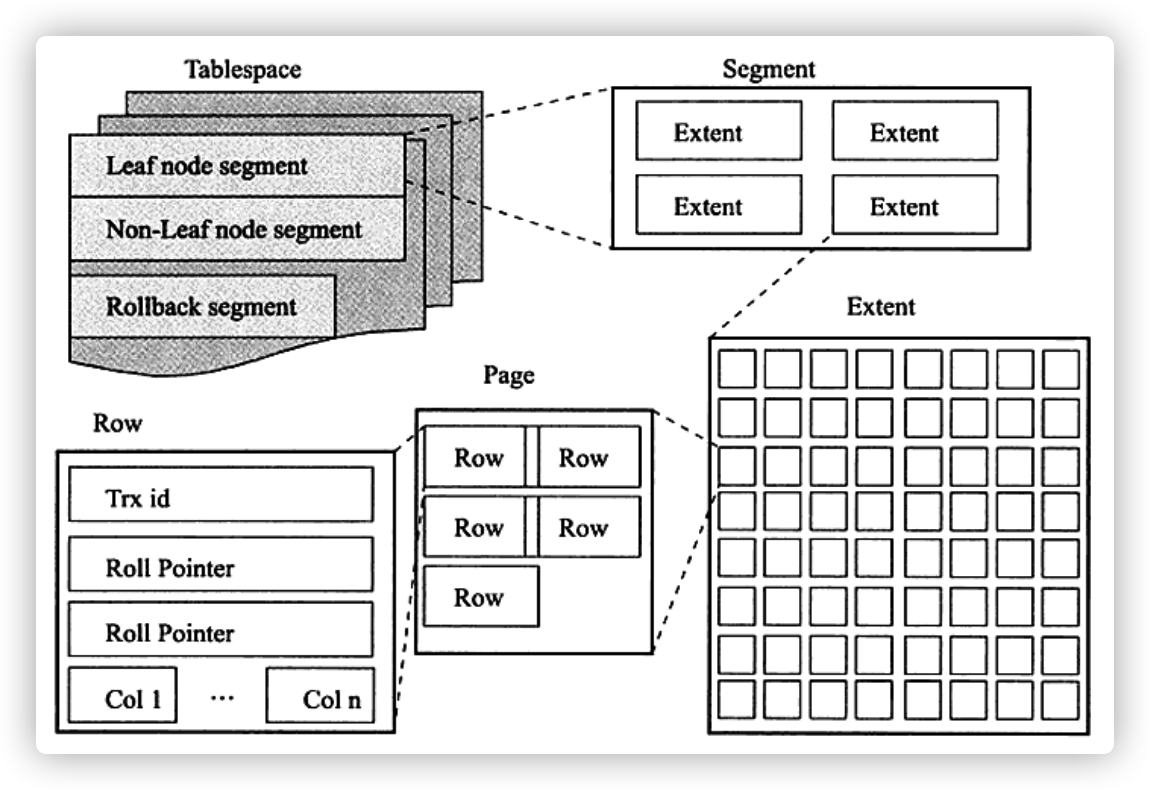 Tablespace
Leaf node segment
Non-Leaf node segment
Rollback segment
Segment
Extent Extent
Extent Extent
Extent
Page
Row Row
Row Row
Row
Row
Trx id
Roll Pointer
Roll Pointer
Col 1 ... Col n